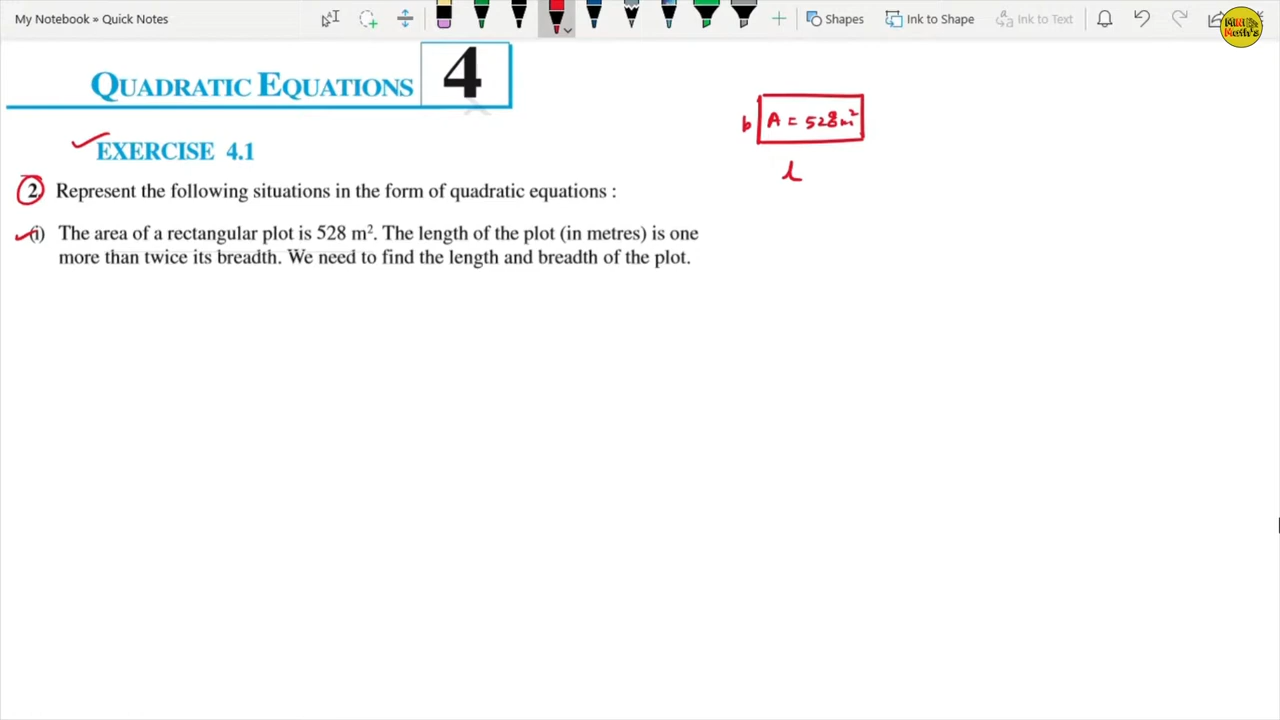 My Notebook » Quick Notes
Shapes
Ink to Shape
Ink to Text
Mini
Math's
QUADRATIC EQUATIONS 4
EXERCISE 4.1
2. Represent the following situations in the form of quadratic equations :
(i) The area of a rectangular plot is 528 m². The length of the plot (in metres) is one
more than twice its breadth. We need to find the length and breadth of the plot.
b A = 528m²
l